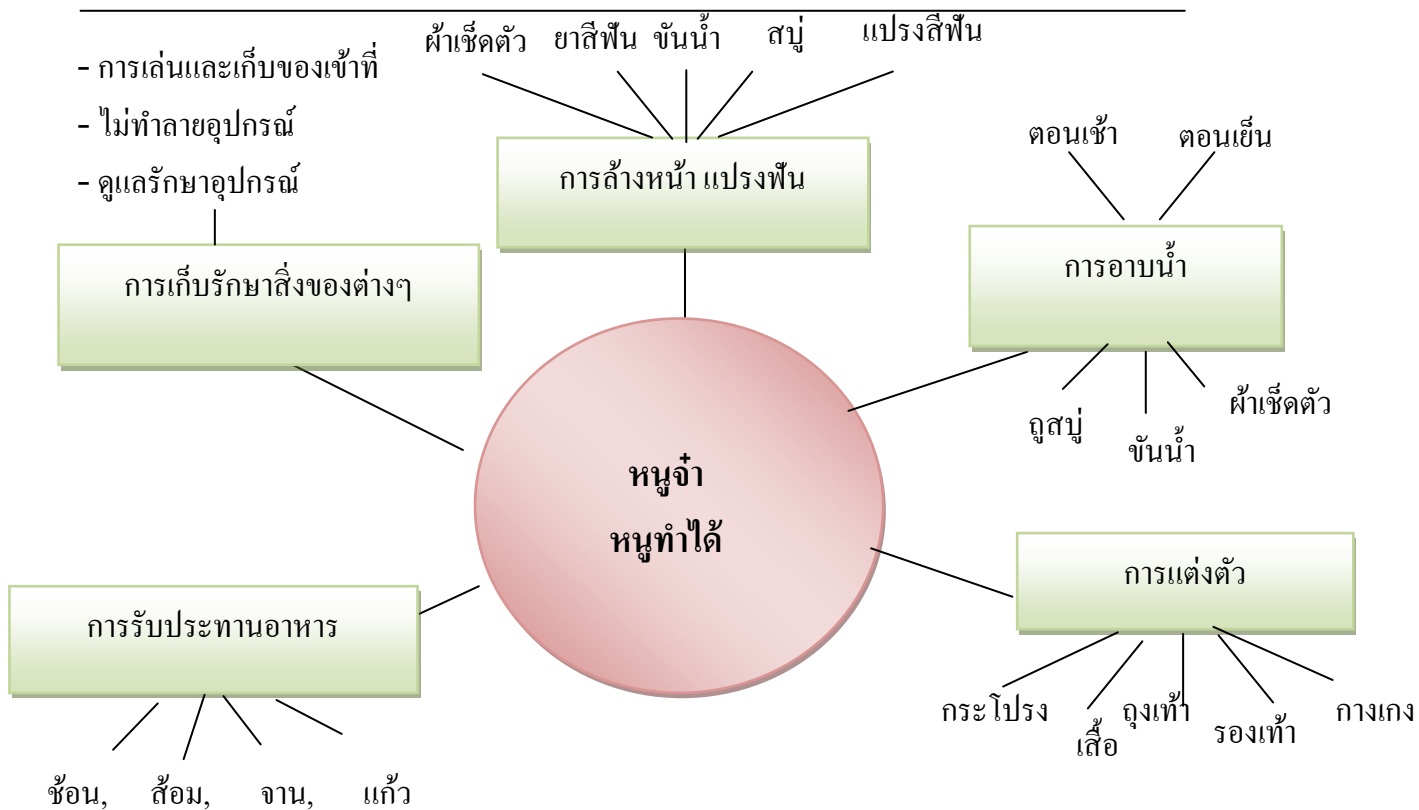 ผ้าเช็ดตัว ยาสีฟัน ขันน้ำ สบู่ แปรงสีฟัน
- การเล่นและเก็บของเข้าที่
- ไม่ทำลายอุปกรณ์
- ดูแลรักษาอุปกรณ์
การล้างหน้า แปรงฟัน
ตอนเช้า ตอนเย็น
การเก็บรักษาสิ่งของต่างๆ
การอาบน้ำ
ถูสบู่ ขันน้ำ ผ้าเช็ดตัว
หนูจ๋า
หนูทำได้
การแต่งตัว
การรับประทานอาหาร
กระโปรง เสื้อ ถุงเท้า รองเท้า กางเกง
ช้อน, ส้อม, จาน, แก้ว